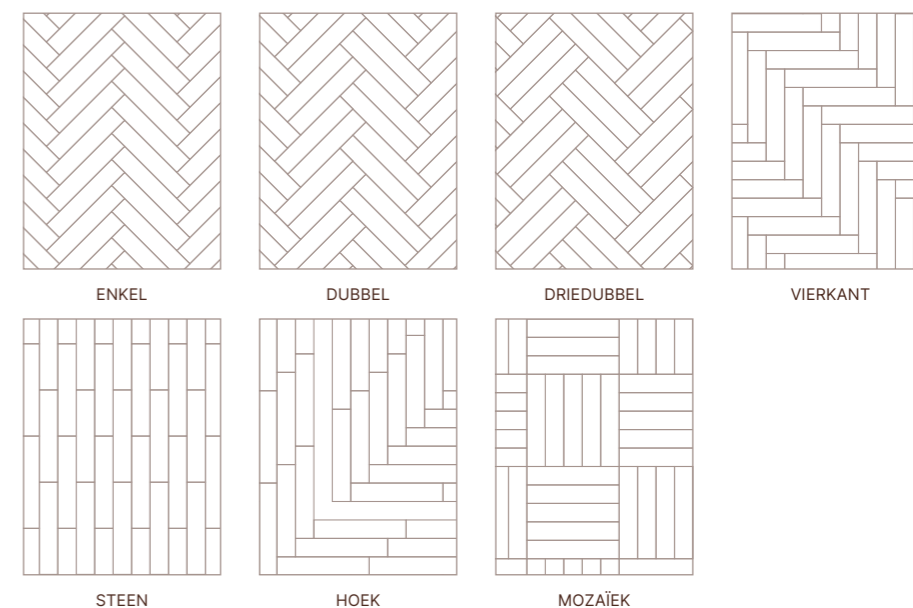 ENKEL
DUBBEL
DRIEDUBBEL
VIERKANT
STEEN
HOEK
MOZAÏEK